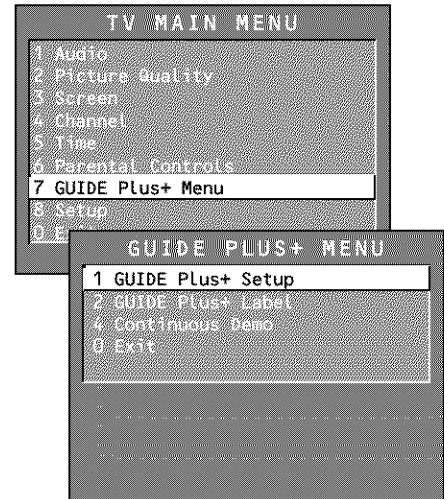 TV MAIN MENU
1 Audio
2 Picture Quality
3 Screen
4 Channel
5 Time
6 Parental Controls
7 GUIDE Plus+ Menu
8 Setup
0
GUIDE PLUS+ MENU
1 GUIDE Plus+ Setup
2 GUIDE Plus+ Label
4 Continuous Demo
0 Exit